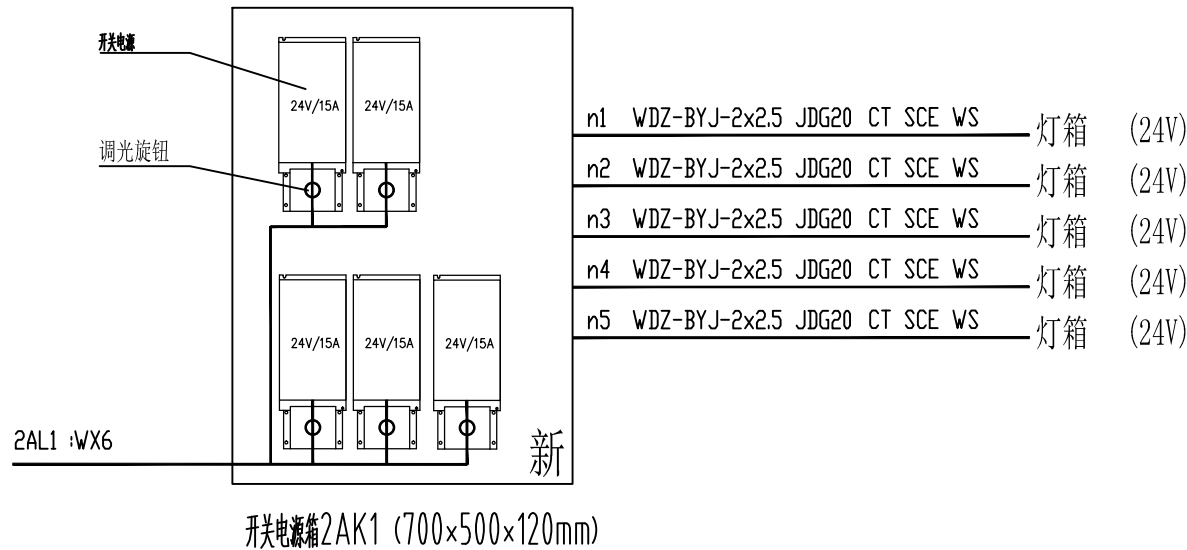 开关电源
24V/15A 24V/15A
调光旋钮
n1 WDZ-BYJ-2x2.5 JDG20 CT SCE WS 灯箱 (24V)
n2 WDZ-BYJ-2x2.5 JDG20 CT SCE WS 灯箱 (24V)
n3 WDZ-BYJ-2x2.5 JDG20 CT SCE WS 灯箱 (24V)
n4 WDZ-BYJ-2x2.5 JDG20 CT SCE WS 灯箱 (24V)
n5 WDZ-BYJ-2x2.5 JDG20 CT SCE WS 灯箱 (24V)
24V/15A 24V/15A 24V/15A
2AL1 :WX6
新
开关电源箱2AK1 (700×500×120mm)